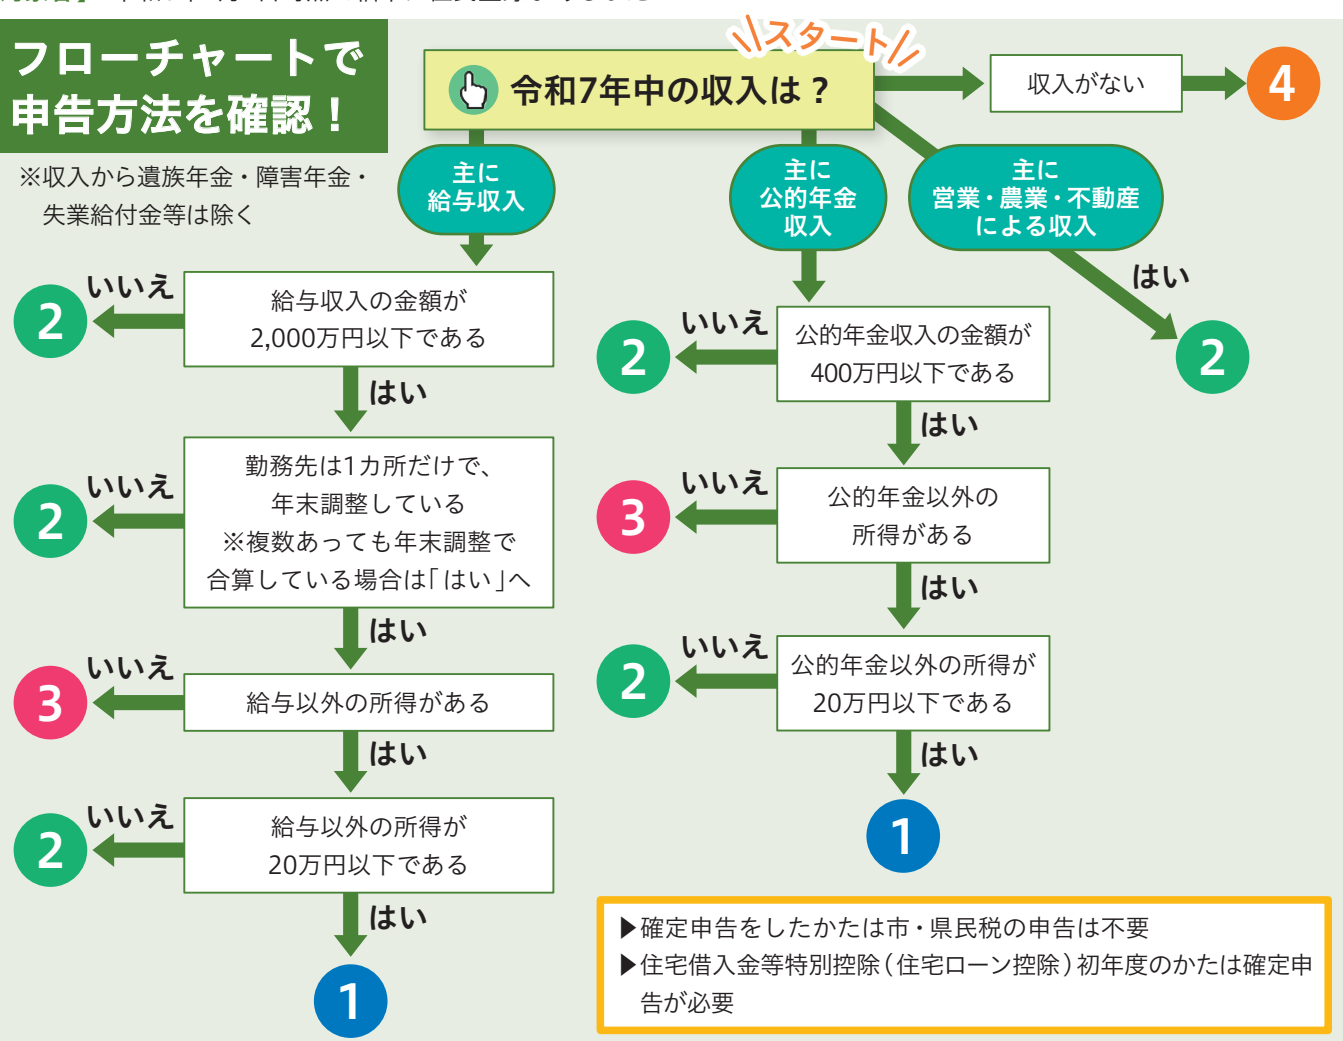 フローチャートで
申告方法を確認！
※収入から遺族年金・障害年金・
失業給付金等は除く
スタート
令和7年中の収入は？
収入がない
4
主に
給与収入
主に
公的年金
収入
主に
営業・農業・不動産
による収入
はい
2
いいえ
2
給与収入の金額が
2,000万円以下である
はい
いいえ
2
勤務先は1カ所だけで、
年末調整している
※複数あっても年末調整で
合算している場合は「はい」へ
はい
いいえ
3
給与以外の所得がある
はい
いいえ
2
給与以外の所得が
20万円以下である
はい
1
いいえ
2
公的年金収入の金額が
400万円以下である
はい
いいえ
3
公的年金以外の
所得がある
はい
いいえ
2
公的年金以外の所得が
20万円以下である
はい
1
▶確定申告をしたかたは市・県民税の申告は不要
▶住宅借入金等特別控除（住宅ローン控除）初年度のかたは確定申
告が必要